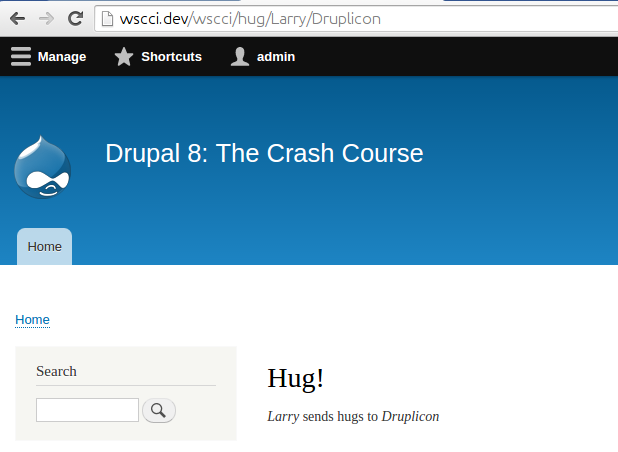 wscci.dev/wscci/hug/Larry/Druplicon
Manage Shortcuts admin
Drupal 8: The Crash Course
Home
Home
Search
Hug!
Larry sends hugs to Druplicon